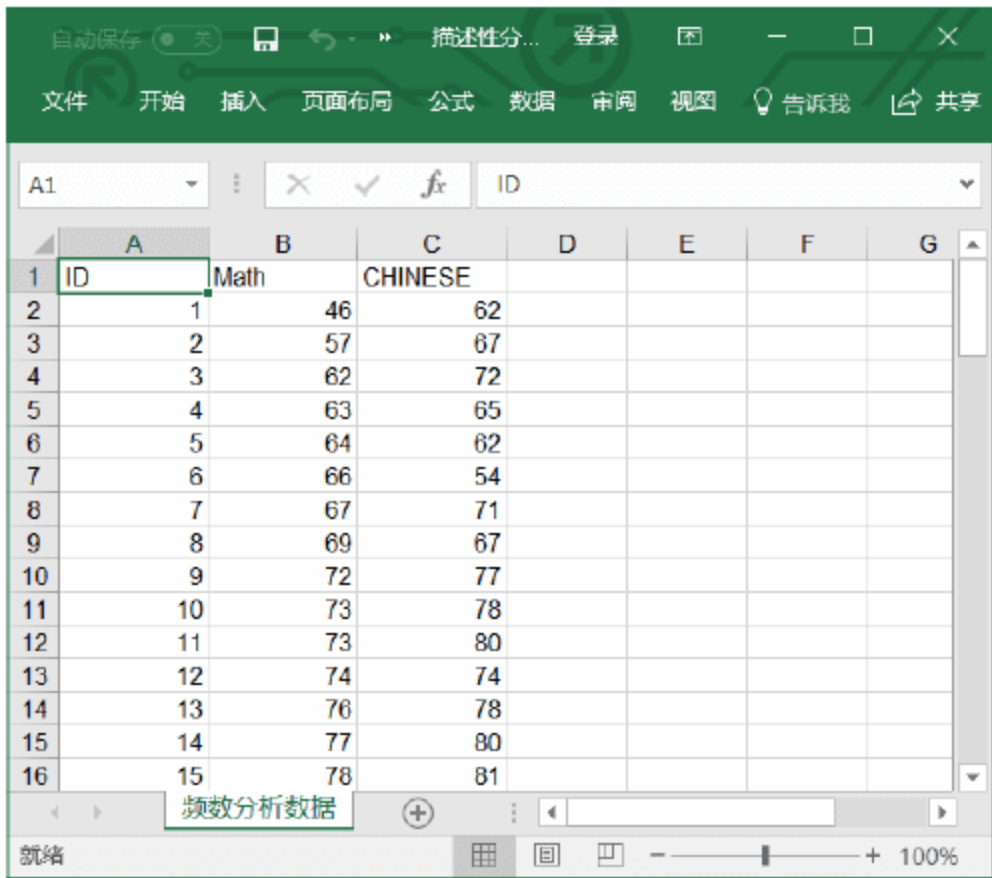 自动保存 关 描述性分... 登录
文件 开始 插入 页面布局 公式 数据 审阅 视图 告诉我 共享
A1 fx ID
A B C D E F G
1 ID Math CHINESE
2 1 46 62
3 2 57 67
4 3 62 72
5 4 63 65
6 5 64 62
7 6 66 54
8 7 67 71
9 8 69 67
10 9 72 77
11 10 73 78
12 11 73 80
13 12 74 74
14 13 76 78
15 14 77 80
16 15 78 81
频数分析数据
就绪 100%